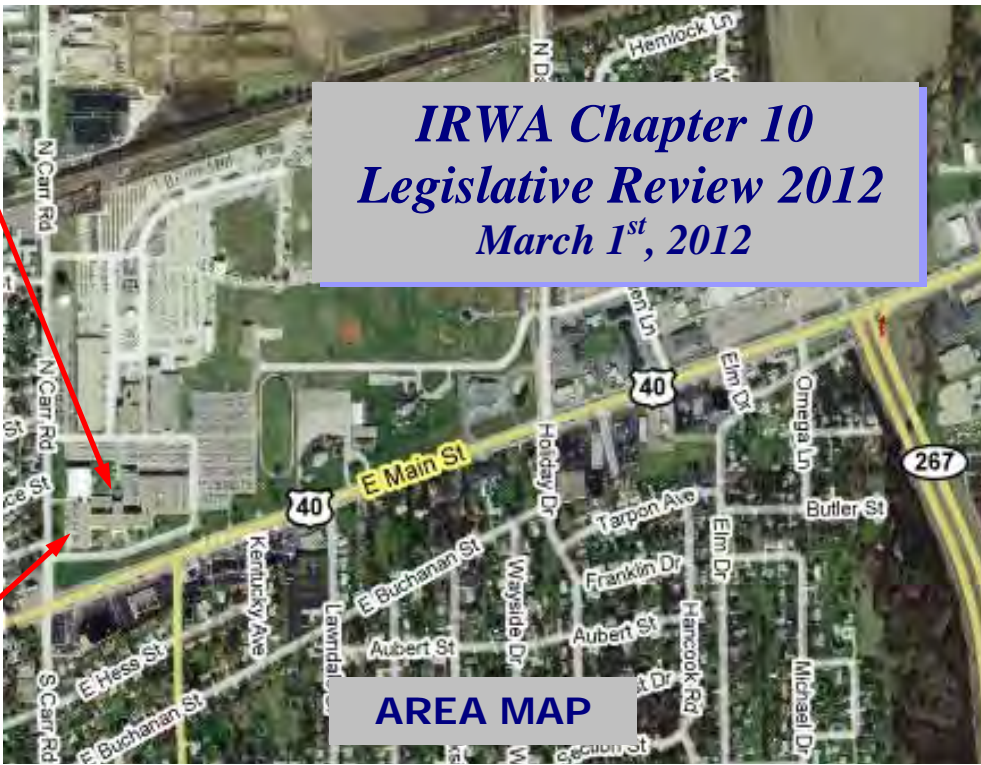 Hemlock Ln
IRWA Chapter 10
Legislative Review 2012
March 1st, 2012
N Carr Rd
N Carr Rd
40
Elm Dr
Omega Ln
E Main St
Holiday Dr
267
40
Tarpon Ave
Butler St
Kentucky Ave
E Buchanan St
Wayside Dr
Franklin Dr
Elm Dr
Aubert St
Aubert St
Hancock Rd
E Hess St
Michael Dr
AREA MAP
S Carr Rd
E Buchanan St